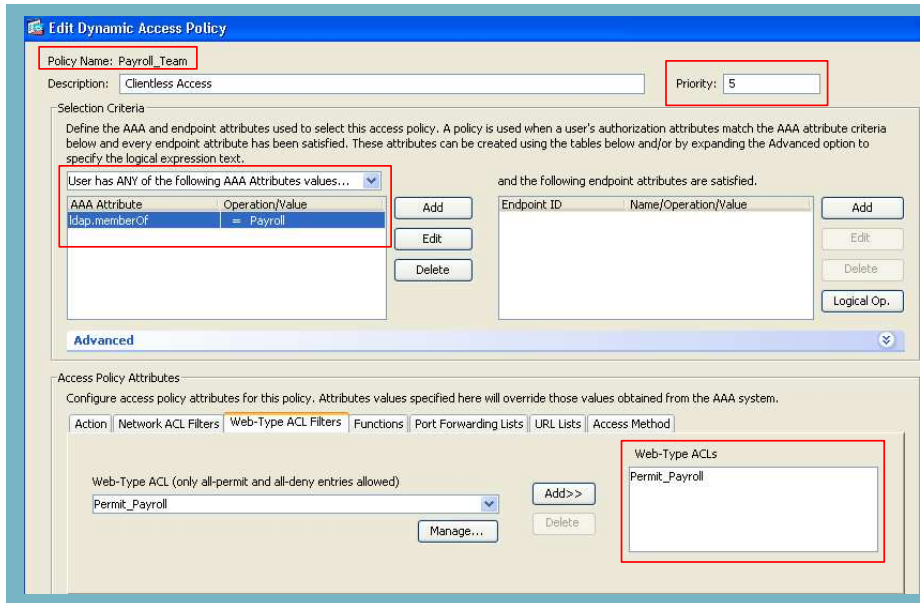 Edit Dynamic Access Policy
Policy Name: Payroll_Team
Description: Clientless Access
Priority: 5
Selection Criteria
Define the AAA and endpoint attributes used to select this access policy. A policy is used when a user's authorization attributes match the AAA attribute criteria
below and every endpoint attribute has been satisfied. These attributes can be created using the tables below and/or by expanding the Advanced option to
specify the logical expression text.
User has ANY of the following AAA Attributes values...
and the following endpoint attributes are satisfied.
AAA Attribute Operation/Value
ldap.memberOf = Payroll
Add
Edit
Delete
Endpoint ID Name/Operation/Value
Add
Edit
Delete
Logical Op.
Advanced
Access Policy Attributes
Configure access policy attributes for this policy. Attributes values specified here will override those values obtained from the AAA system.
Action Network ACL Filters Web-Type ACL Filters Functions Port Forwarding Lists URL Lists Access Method
Web-Type ACL (only all-permit and all-deny entries allowed)
Permit_Payroll
Manage...
Add>>
Delete
Web-Type ACLs
Permit_Payroll